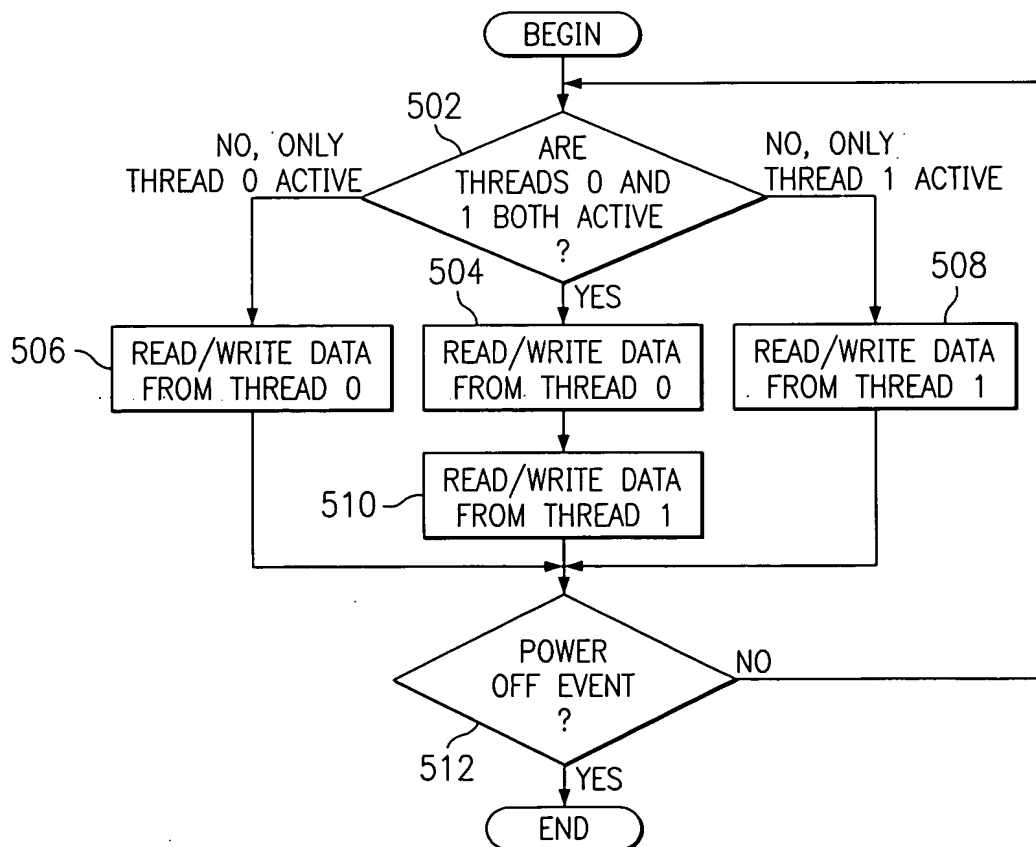 BEGIN
502
NO, ONLY
THREAD 0 ACTIVE
ARE
THREADS 0 AND
1 BOTH ACTIVE
?
NO, ONLY
THREAD 1 ACTIVE
504
YES
508
506
READ/WRITE DATA
FROM THREAD 0
READ/WRITE DATA
FROM THREAD 0
READ/WRITE DATA
FROM THREAD 1
510
READ/WRITE DATA
FROM THREAD 1
POWER
OFF EVENT
?
NO
512
YES
END